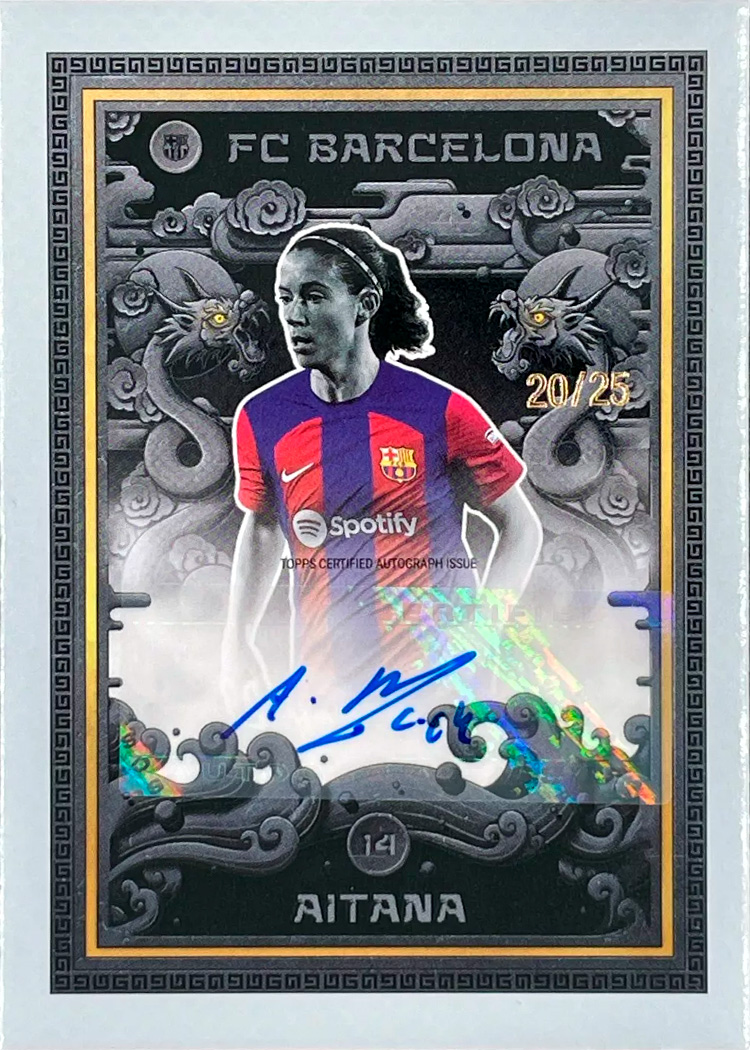 FC BARCELONA
20/25
Spotify
TOPPS CERTIFIED AUTOGRAPH ISSUE
14
AITANA